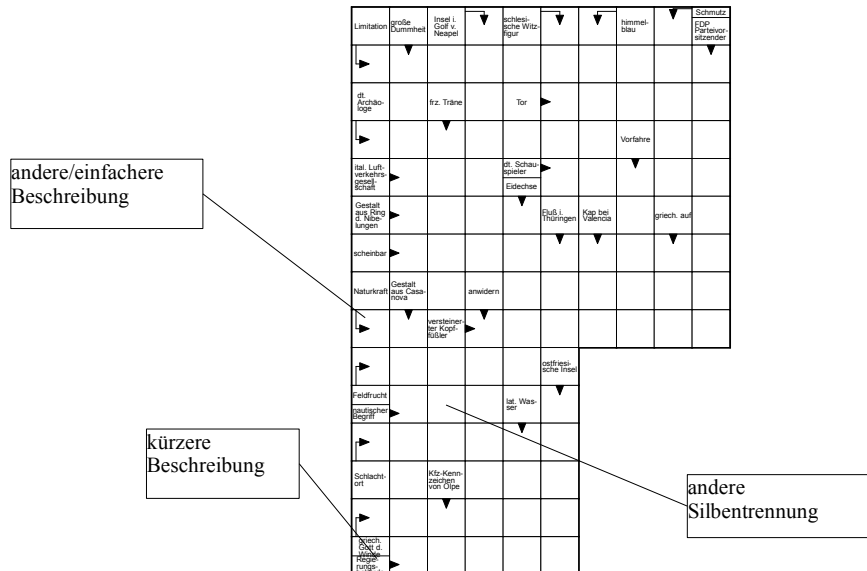 Limitation
große
Dummheit
Insel i.
Golf v.
Neapel
schlesi-
sche Witz-
figur
himmel-
blau
Schmutz
FDP
Parteivor-
sitzender
dt.
Archäo-
loge
frz. Träne
Tor
Vorfahre
ital. Luft-
verkehrs-
gesell-
schaft
dt. Schau-
spieler
Eidechse
Gestalt
aus Ring
d. Nibe-
lungen
Fluß i.
Thüringen
Kap bei
Valencia
griech. auf
scheinbar
Naturkraft
Gestalt
aus Casa-
nova
anwidern
versteiner-
ter Kopf-
füßler
ostfriesi-
sche Insel
Feldfrucht
nautischer
Begriff
lat. Was-
ser
Schlacht-
ort
Kfz-Kenn-
zeichen
von Olpe
griech.
Gott d.
Winde
Regie-
rungs-
andere/einfachere
Beschreibung
kürzere
Beschreibung
andere
Silbentrennung